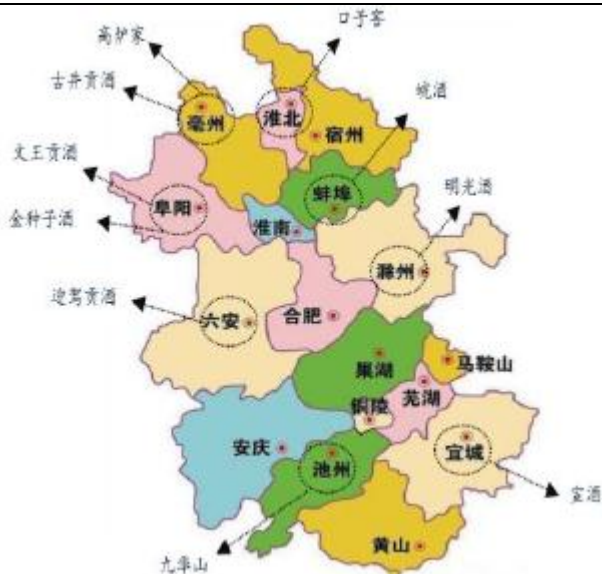 口子窖
高炉家
古井贡酒
亳州
淮北
宿州
皖酒
文王贡酒
阜阳
蚌埠
明光酒
金种子酒
淮南
滁州
迎驾贡酒
六安
合肥
巢湖
马鞍山
芜湖
铜陵
安庆
池州
宜城
宣酒
黄山
九华山